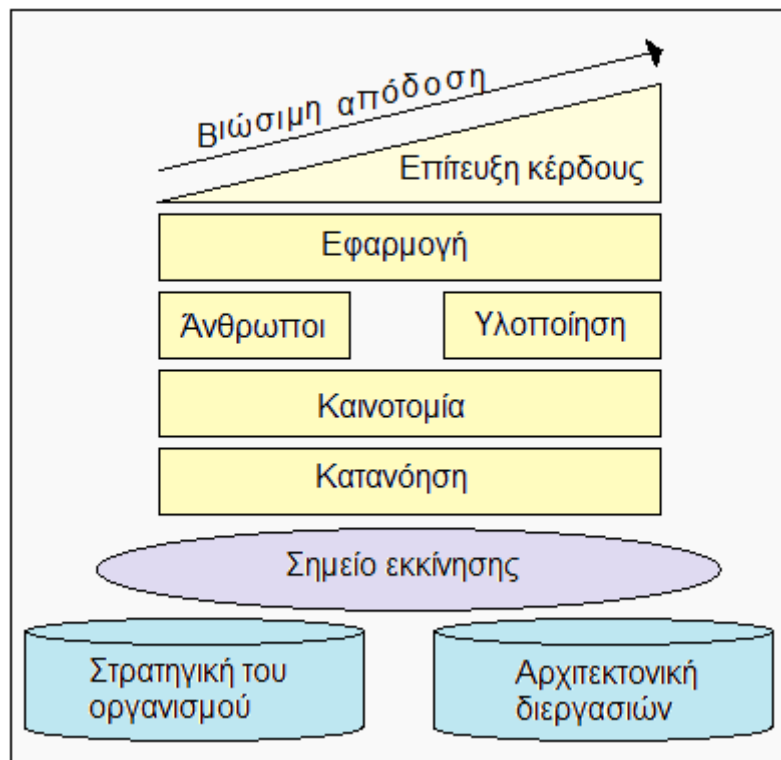 Βιώσιμη απόδοση
Επίτευξη κέρδους
Εφαρμογή
Άνθρωποι
Υλοποίηση
Καινοτομία
Κατανόηση
Σημείο εκκίνησης
Στρατηγική του
οργανισμού
Αρχιτεκτονική
διεργασιών